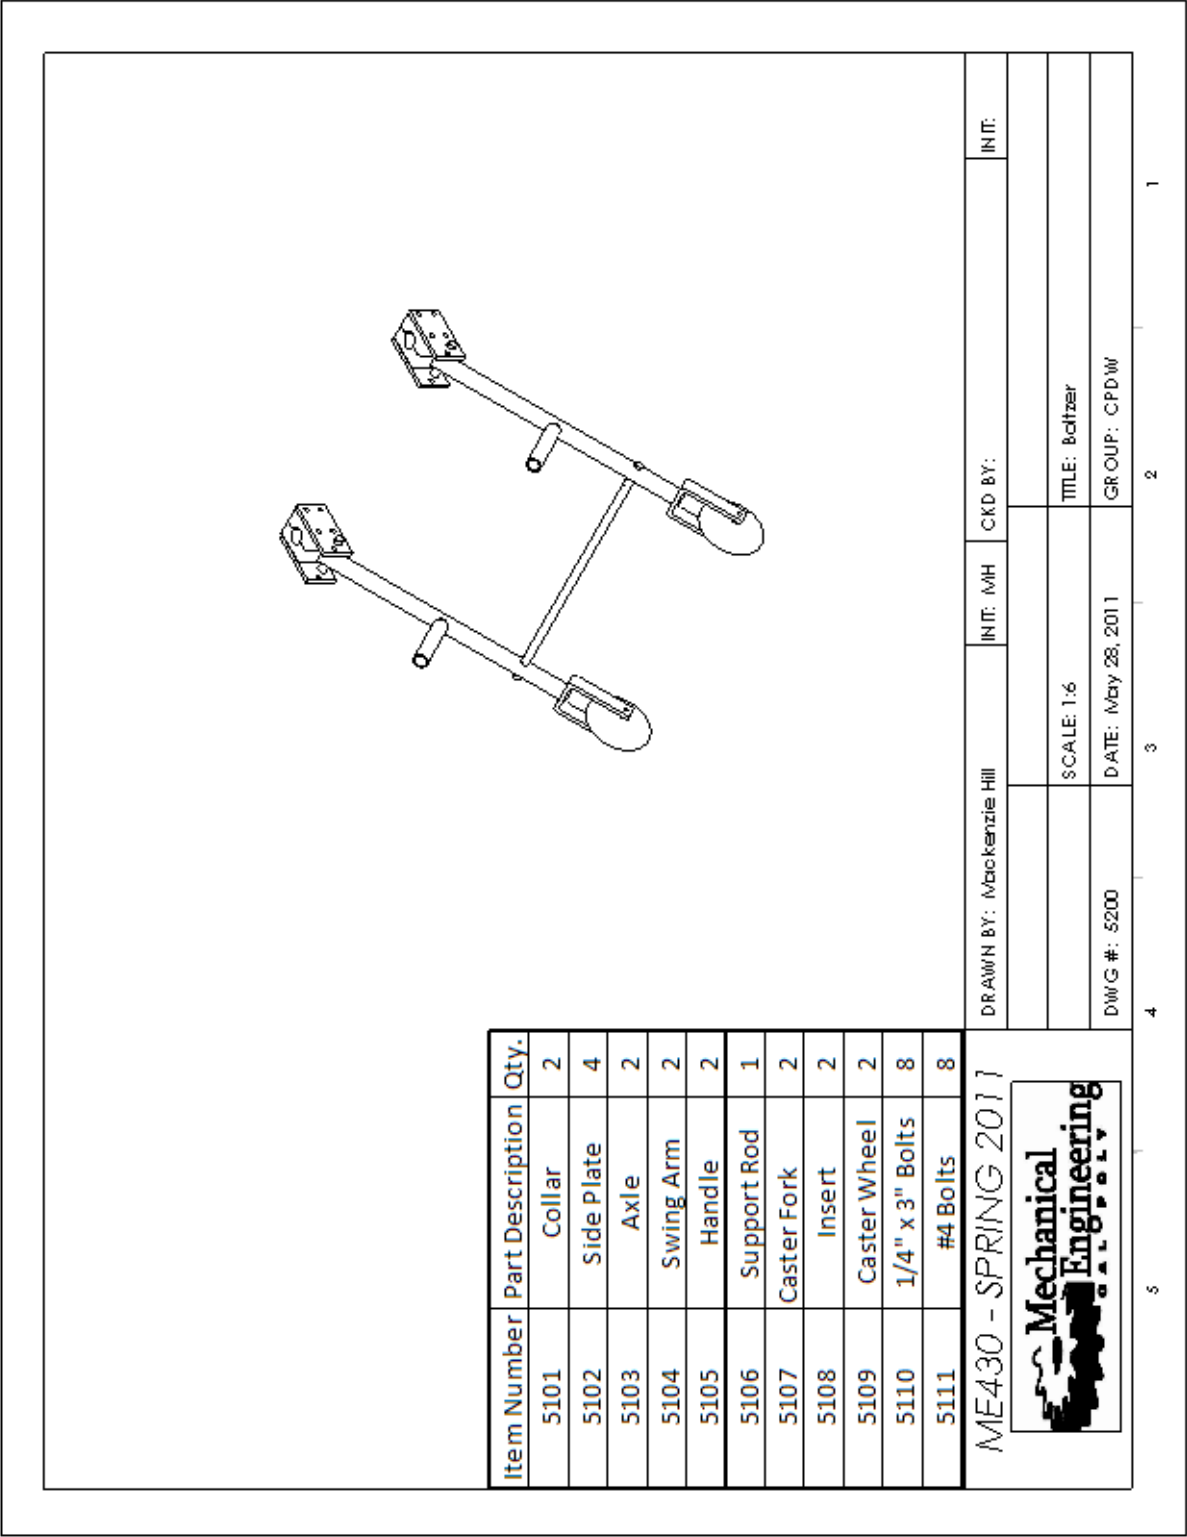 Item Number Part Description Qty.
5101 Collar 2
5102 Side Plate 4
5103 Axle 2
5104 Swing Arm 2
5105 Handle 2
5106 Support Rod 1
5107 Caster Fork 2
5108 Insert 2
5109 Caster Wheel 2
5110 1/4" x 3" Bolts 8
5111 #4 Bolts 8
ME430 - SPRING 2011
Mechanical
Engineering
CAL POLY
DRAWN BY: Mackenzie Hill INIT: MH CKD BY: INIT:
SCALE: 1:6 TITLE: Baltzer
DWG #: 5200 DATE: May 28, 2011 GROUP: CPDW
5 4 3 2 1